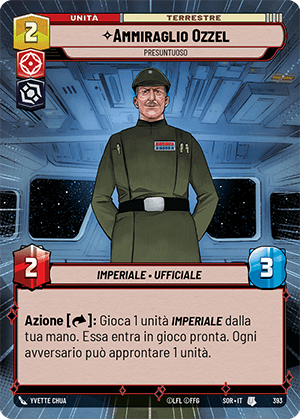 UNITÀ TERRESTRE
2
✧AMMIRAGLIO OZZEL
PRESUNTUOSO
2
IMPERIALE • UFFICIALE
3
Azione [↷]: Gioca 1 unità IMPERIALE dalla
tua mano. Essa entra in gioco pronta. Ogni
avversario può approntare 1 unità.
YVETTE CHUA
©LFL ©FFG
SOR • IT
393